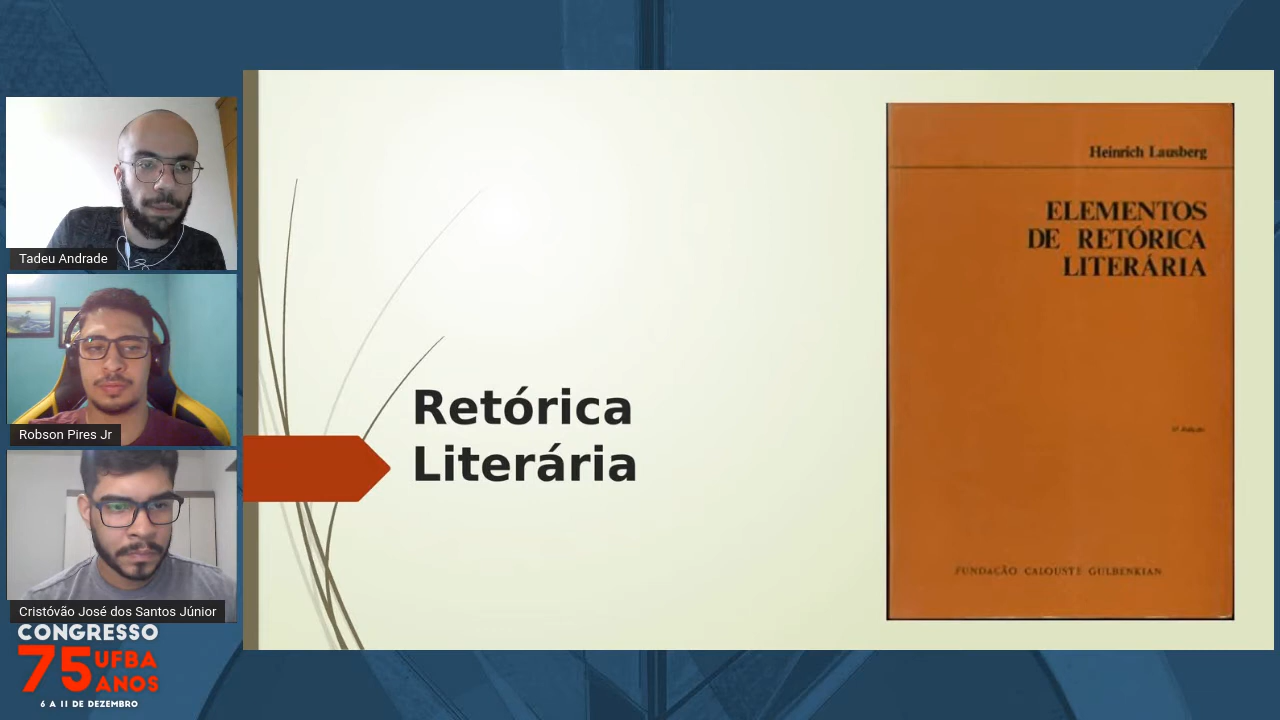 Tadeu Andrade
Robson Pires Jr
Cristóvão José dos Santos Júnior
CONGRESSO
75 UFBA
ANOS
6 A 11 DE DEZEMBRO
Retórica
Literária
Heinrich Lausberg
ELEMENTOS
DE RETÓRICA
LITERÁRIA
FUNDAÇÃO CALOUSTE GULBENKIAN